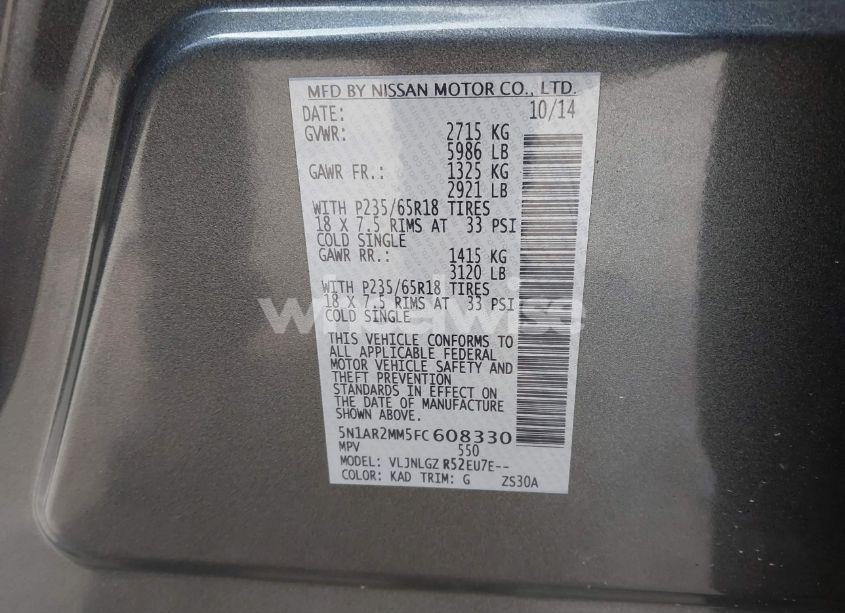 MFD BY NISSAN MOTOR CO., LTD.
DATE: 10/14
GVWR: 2715 KG
5986 LB
GAWR FR.: 1325 KG
2921 LB
WITH P235/65R18 TIRES
18 X 7.5 RIMS AT 33 PSI
COLD SINGLE
GAWR RR.: 1415 KG
3120 LB
WITH P235/65R18 TIRES
18 X 7.5 RIMS AT 33 PSI
COLD SINGLE
wheelwise
THIS VEHICLE CONFORMS TO
ALL APPLICABLE FEDERAL
MOTOR VEHICLE SAFETY AND
THEFT PREVENTION
STANDARDS IN EFFECT ON
THE DATE OF MANUFACTURE
SHOWN ABOVE.
5N1AR2MM5FC608330
MPV 550
MODEL: VLJNLGZ R52EU7E--
COLOR: KAD TRIM: G ZS30A